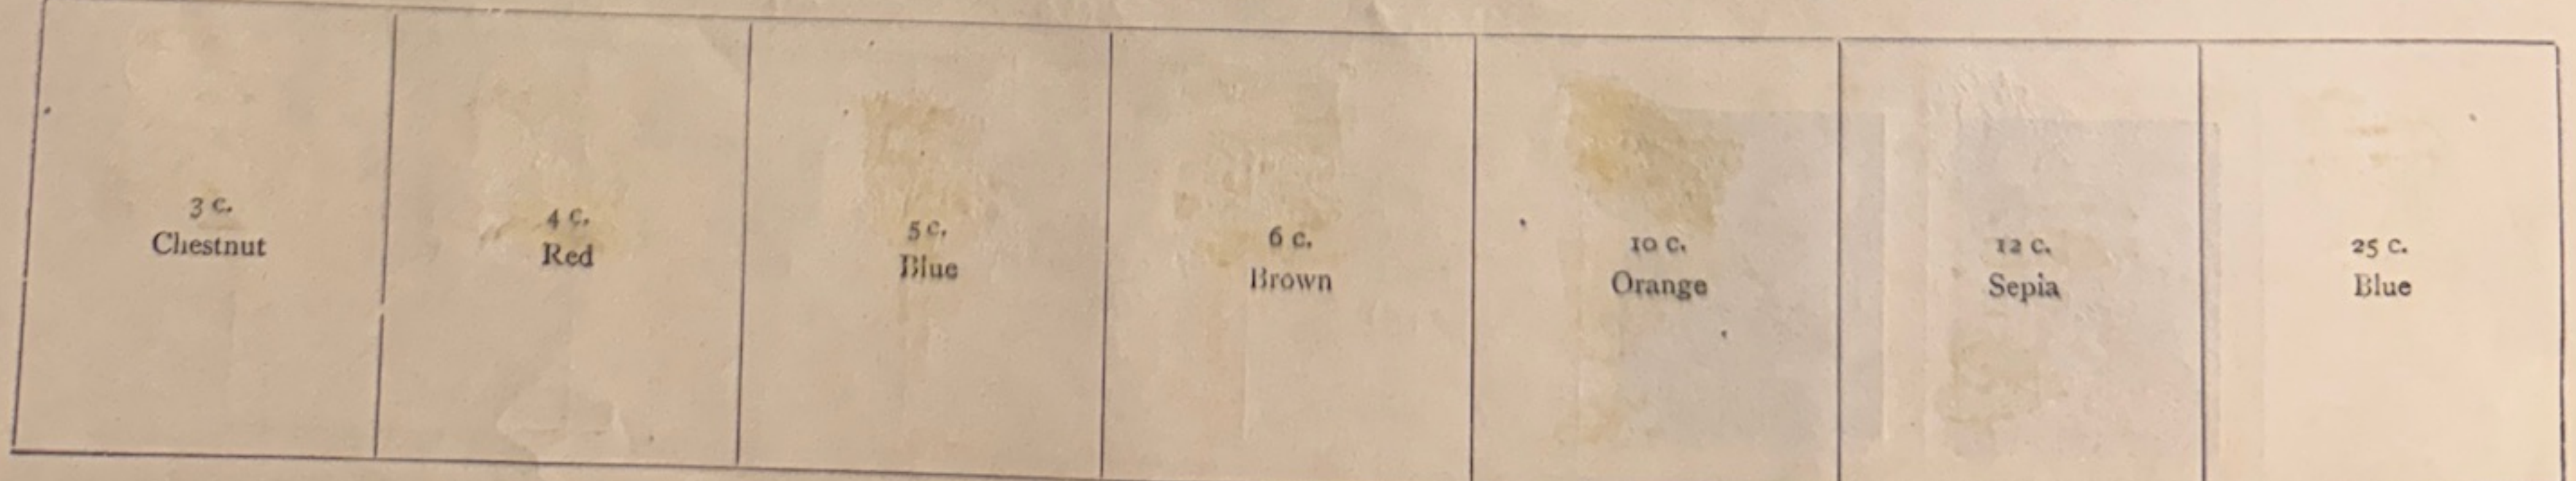 3 c.
Chestnut
4 c.
Red
5 c.
Blue
6 c.
Brown
10 c.
Orange
12 c.
Sepia
25 c.
Blue